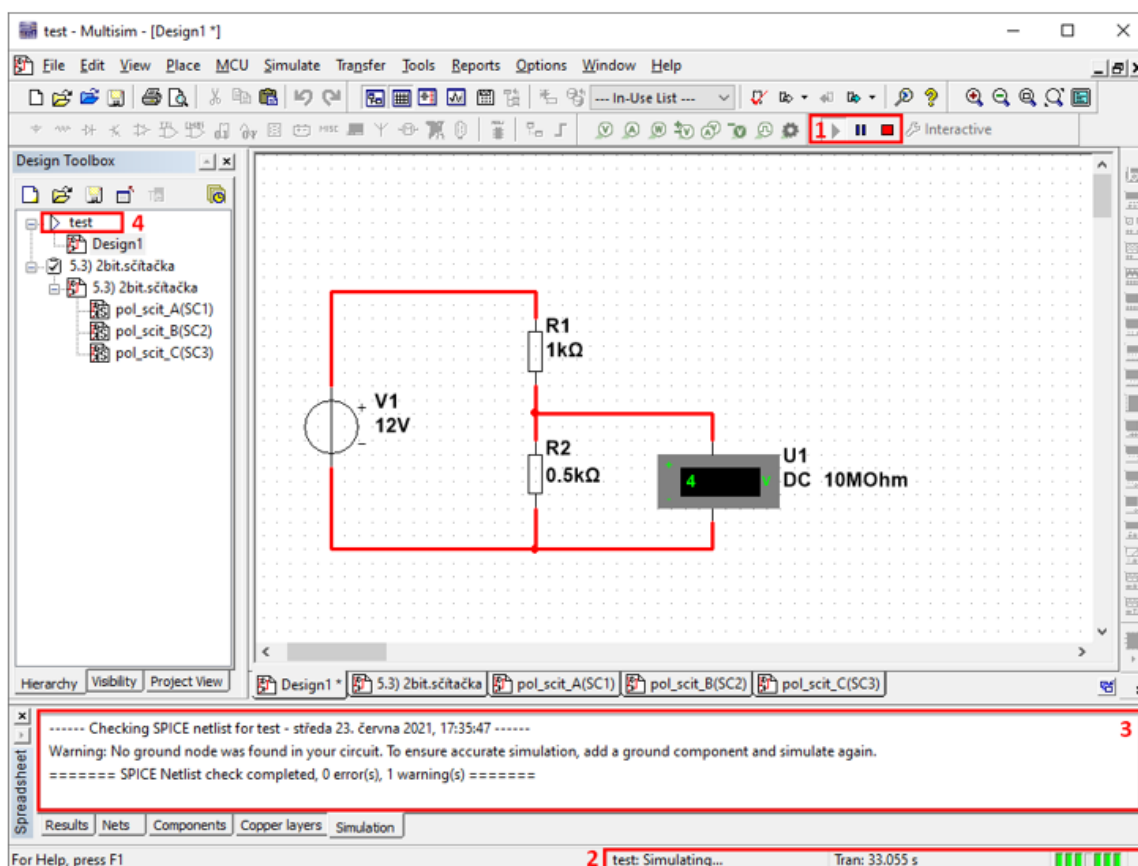 test - Multisim - [Design1 *]
File Edit View Place MCU Simulate Transfer Tools Reports Options Window Help
--- In-Use List ---
MISC
1
Interactive
Design Toolbox
test 4
Design1
5.3) 2bit.sčítačka
5.3) 2bit.sčítačka
pol_scit_A(SC1)
pol_scit_B(SC2)
pol_scit_C(SC3)
R1
1kΩ
V1
12V
+
-
R2
0.5kΩ
U1
DC 10MOhm
+
4 V
-
Hierarchy Visibility Project View
Design1 * 5.3) 2bit.sčítačka pol_scit_A(SC1) pol_scit_B(SC2) pol_scit_C(SC3)
------ Checking SPICE netlist for test - středa 23. června 2021, 17:35:47 ------
3
Warning: No ground node was found in your circuit. To ensure accurate simulation, add a ground component and simulate again.
======= SPICE Netlist check completed, 0 error(s), 1 warning(s) =======
Spreadsheet
Results Nets Components Copper layers Simulation
For Help, press F1
2 test: Simulating... Tran: 33.055 s